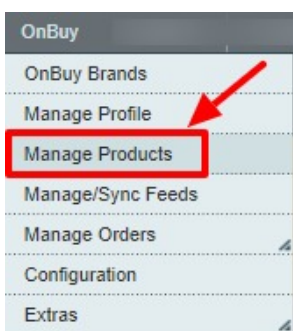 OnBuy
OnBuy Brands
Manage Profile
Manage Products
Manage/Sync Feeds
Manage Orders
Configuration
Extras